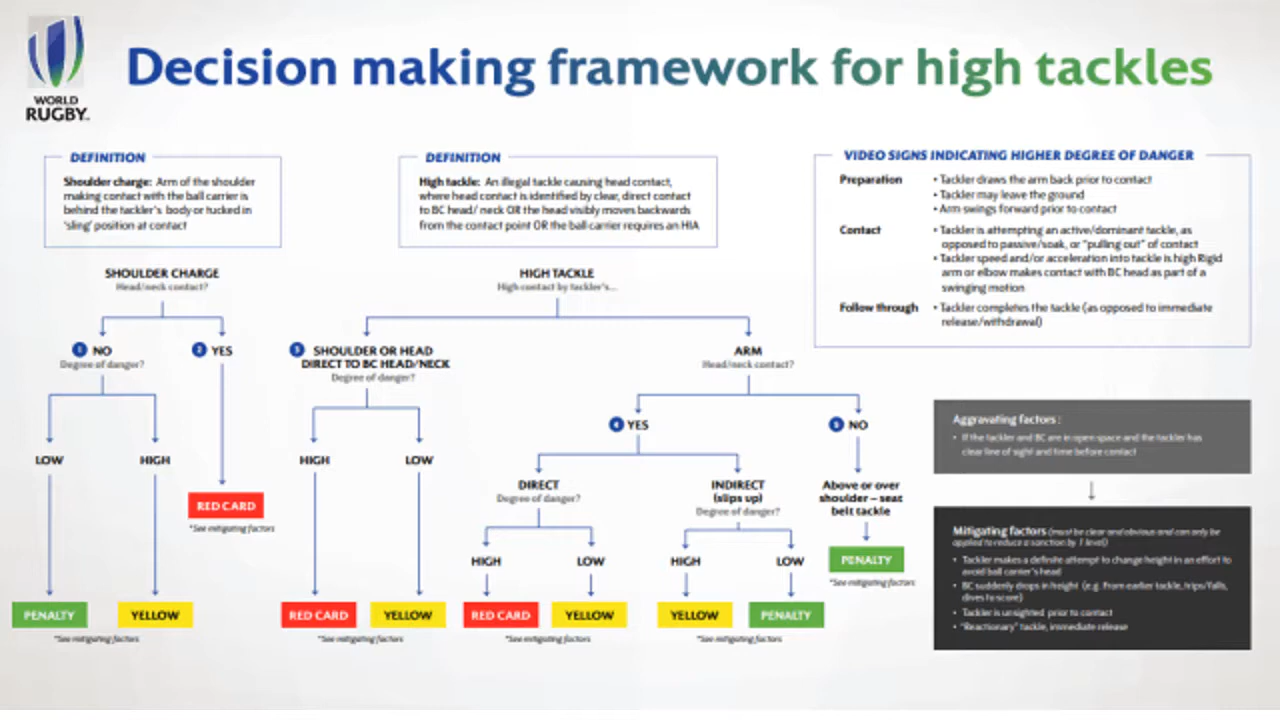 WORLD
RUGBY™
Decision making framework for high tackles
DEFINITION
Shoulder charge: Arm of the shoulder
making contact with the ball carrier is
behind the tackler's body or tucked in
'sling' position at contact
DEFINITION
High tackle: An illegal tackle causing head contact,
where head contact is identified by clear, direct contact
to BC head/ neck OR the head visibly moves backwards
from the contact point OR the ball carrier requires an HIA
VIDEO SIGNS INDICATING HIGHER DEGREE OF DANGER
Preparation
• Tackler draws the arm back prior to contact
• Tackler may leave the ground
• Arm swings forward prior to contact
Contact
• Tackler is attempting an active/dominant tackle, as
opposed to passive/soak, or "pulling out" of contact
• Tackler speed and/or acceleration into tackle is high Rigid
arm or elbow makes contact with BC head as part of a
swinging motion
Follow through
• Tackler completes the tackle (as opposed to immediate
release/withdrawal)
SHOULDER CHARGE
Head/neck contact?
1 NO
Degree of danger?
2 YES
LOW
HIGH
RED CARD
*See mitigating factors
PENALTY
YELLOW
*See mitigating factors
HIGH TACKLE
High contact by tackler's...
3 SHOULDER OR HEAD
DIRECT TO BC HEAD/NECK
Degree of danger?
HIGH
LOW
RED CARD
YELLOW
*See mitigating factors
ARM
Head/neck contact?
4 YES
5 NO
DIRECT
Degree of danger?
HIGH
LOW
RED CARD
YELLOW
*See mitigating factors
INDIRECT
(slips up)
Degree of danger?
HIGH
LOW
YELLOW
PENALTY
*See mitigating factors
Above or over
shoulder – seat
belt tackle
PENALTY
*See mitigating factors
Aggravating factors:
• If the tackler and BC are in open space and the tackler has
clear line of sight and time before contact
Mitigating factors (must be clear and obvious and can only be
applied to reduce a sanction by 1 level)
• Tackler makes a definite attempt to change height in an effort to
avoid ball carrier's head
• BC suddenly drops in height (e.g. From earlier tackle, trips/falls,
dives to score)
• Tackler is unsighted prior to contact
• "Reactionary" tackle, immediate release